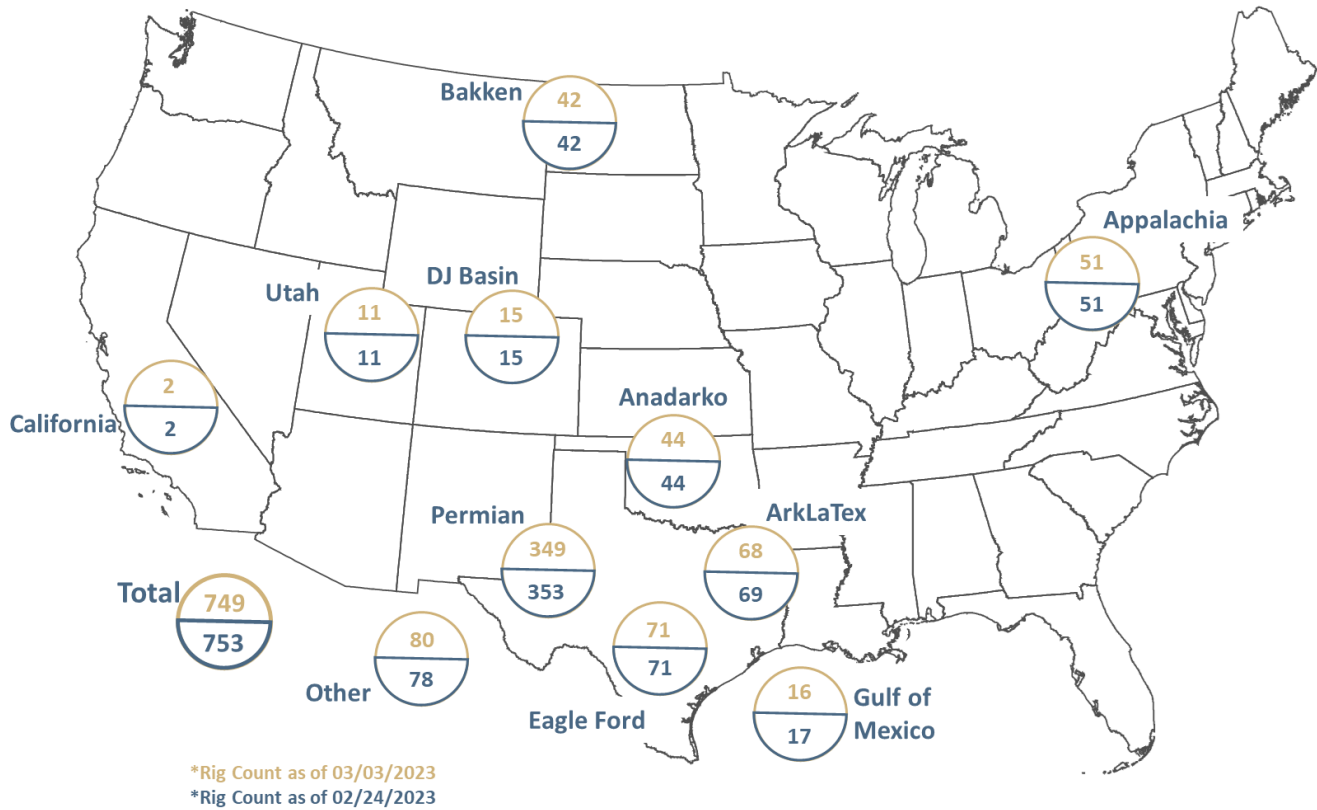 Bakken
42
42
Appalachia
51
51
DJ Basin
15
15
Utah
11
11
California
2
2
Anadarko
44
44
Permian
349
353
ArkLaTex
68
69
Total
749
753
Other
80
78
Eagle Ford
71
71
Gulf of
Mexico
16
17
*Rig Count as of 03/03/2023
*Rig Count as of 02/24/2023